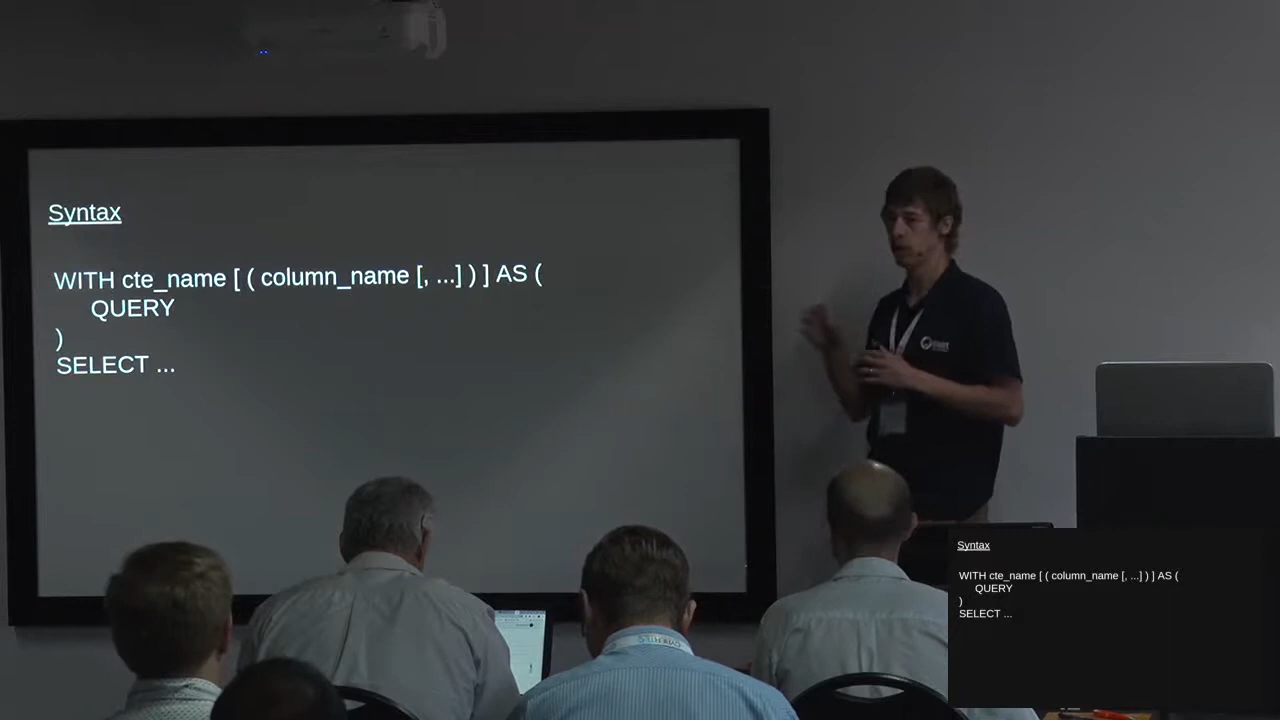 Syntax
WITH cte_name [ ( column_name [, ...] ) ] AS (
QUERY
)
SELECT ...
Syntax
WITH cte_name [ ( column_name [, ...] ) ] AS (
QUERY
)
SELECT ...